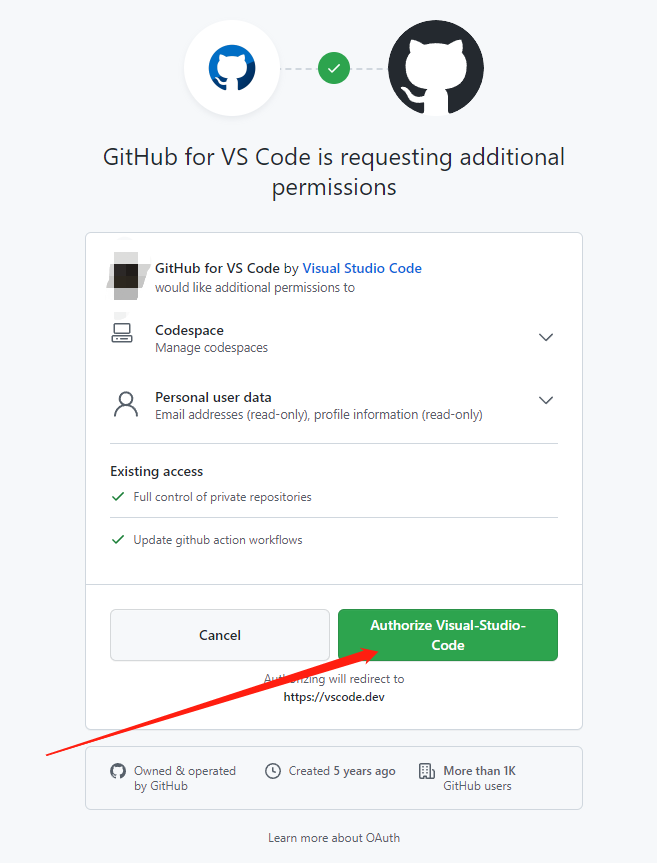 GitHub for VS Code is requesting additional
permissions
GitHub for VS Code by Visual Studio Code
would like additional permissions to
Codespace
Manage codespaces
Personal user data
Email addresses (read-only), profile information (read-only)
Existing access
Full control of private repositories
Update github action workflows
Cancel
Authorize Visual-Studio-
Code
Authorizing will redirect to
https://vscode.dev
Owned & operated
by GitHub
Created 5 years ago
More than 1K
GitHub users
Learn more about OAuth